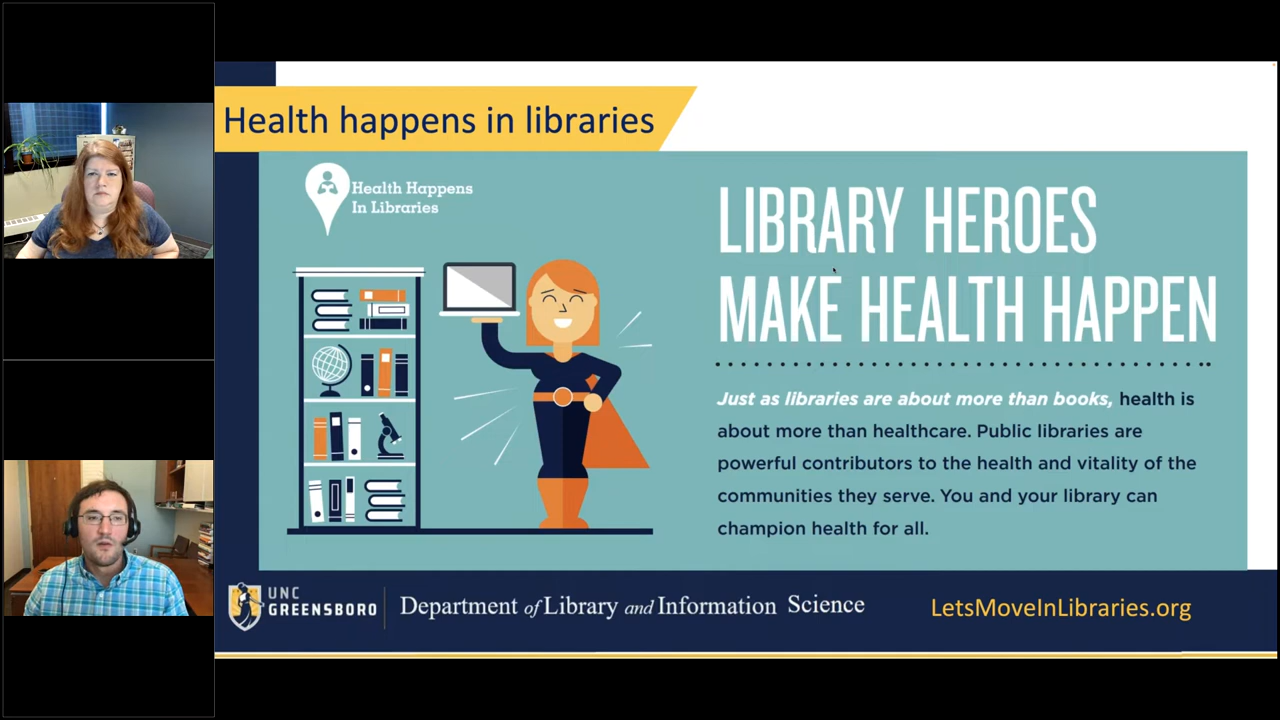 Health happens in libraries
Health Happens
In Libraries
LIBRARY HEROES
MAKE HEALTH HAPPEN
Just as libraries are about more than books, health is
about more than healthcare. Public libraries are
powerful contributors to the health and vitality of the
communities they serve. You and your library can
champion health for all.
UNC
GREENSBORO
Department of Library and Information Science
LetsMoveInLibraries.org